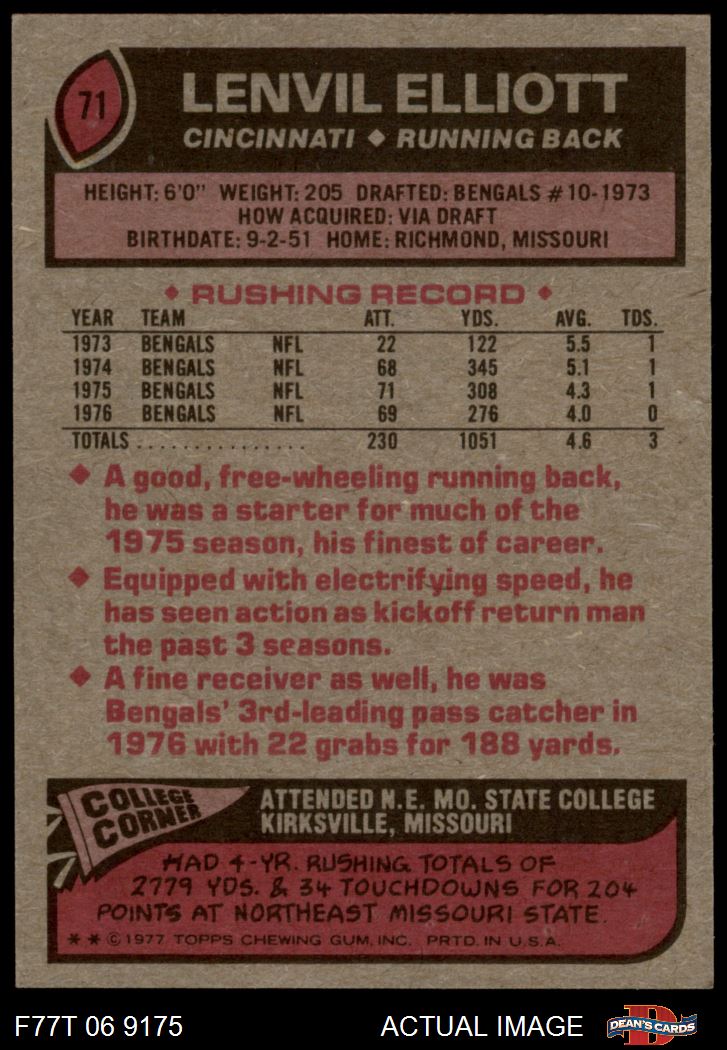 71
LENVIL ELLIOTT
CINCINNATI ◆ RUNNING BACK
HEIGHT: 6'0" WEIGHT: 205 DRAFTED: BENGALS #10-1973
HOW ACQUIRED: VIA DRAFT
BIRTHDATE: 9-2-51 HOME: RICHMOND, MISSOURI
◆ RUSHING RECORD ◆
YEAR TEAM ATT. YDS. AVG. TDS.
1973 BENGALS NFL 22 122 5.5 1
1974 BENGALS NFL 68 345 5.1 1
1975 BENGALS NFL 71 308 4.3 1
1976 BENGALS NFL 69 276 4.0 0
TOTALS ............... 230 1051 4.6 3
◆ A good, free-wheeling running back,
he was a starter for much of the
1975 season, his finest of career.
◆ Equipped with electrifying speed, he
has seen action as kickoff return man
the past 3 seasons.
◆ A fine receiver as well, he was
Bengals' 3rd-leading pass catcher in
1976 with 22 grabs for 188 yards.
COLLEGE
CORNER
ATTENDED N.E. MO. STATE COLLEGE
KIRKSVILLE, MISSOURI
HAD 4-YR. RUSHING TOTALS OF
2779 YDS. & 34 TOUCHDOWNS FOR 204
POINTS AT NORTHEAST MISSOURI STATE.
* * © 1977 TOPPS CHEWING GUM, INC. PRTD. IN U.S.A.
F77T 06 9175
ACTUAL IMAGE
D
DEAN'S CARDS